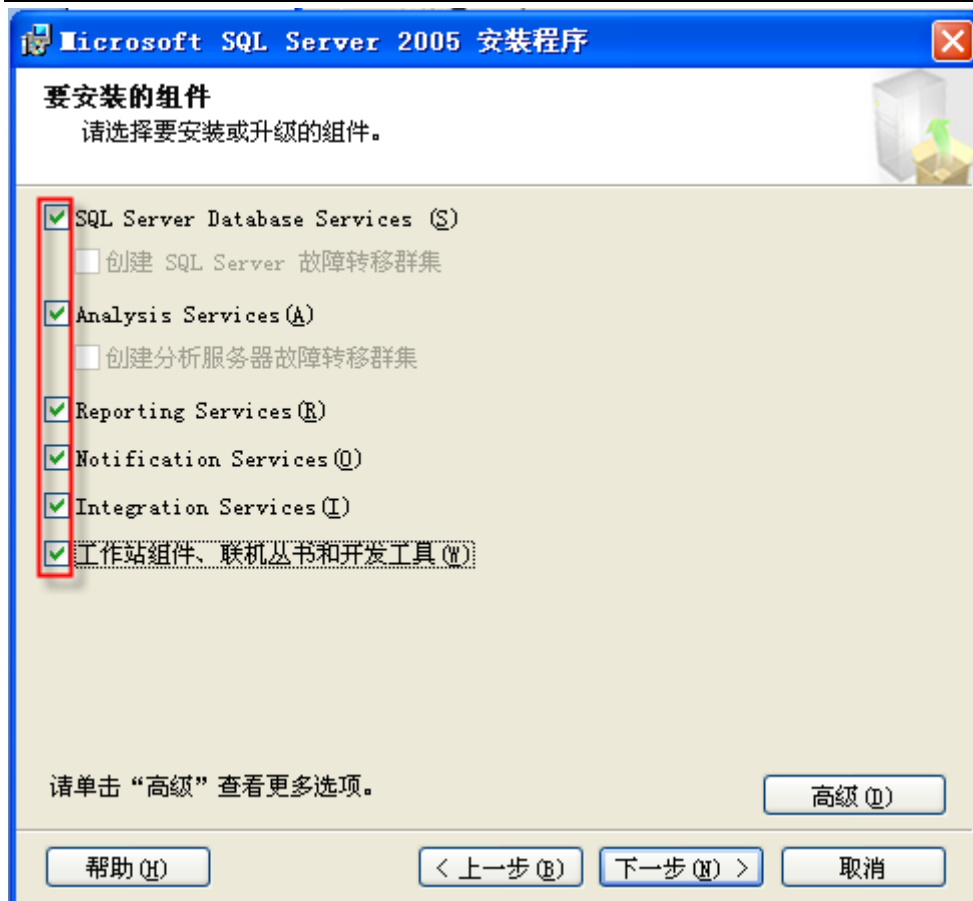 Microsoft SQL Server 2005 安装程序
要安装的组件
请选择要安装或升级的组件。
SQL Server Database Services (S)
创建 SQL Server 故障转移群集
Analysis Services(A)
创建分析服务器故障转移群集
Reporting Services(R)
Notification Services(O)
Integration Services(I)
工作站组件、联机丛书和开发工具(W)
请单击“高级”查看更多选项。
高级(D)
帮助(H)
< 上一步(B)
下一步(N) >
取消